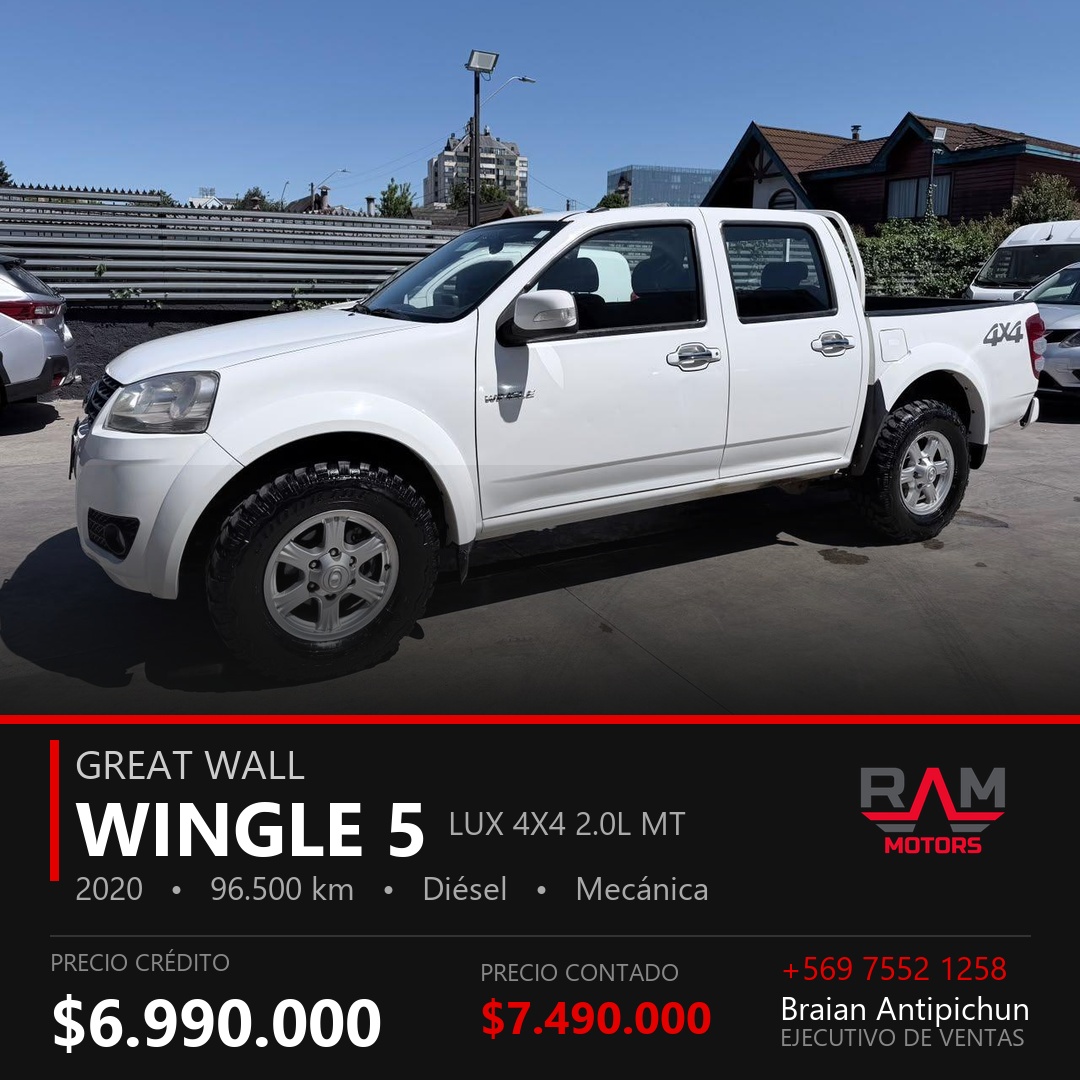 WINGLE
4X4
GREAT WALL
WINGLE 5 LUX 4X4 2.0L MT
2020 • 96.500 km • Diésel • Mecánica
RAM
MOTORS
PRECIO CRÉDITO
$6.990.000
PRECIO CONTADO
$7.490.000
+569 7552 1258
Braian Antipichun
EJECUTIVO DE VENTAS